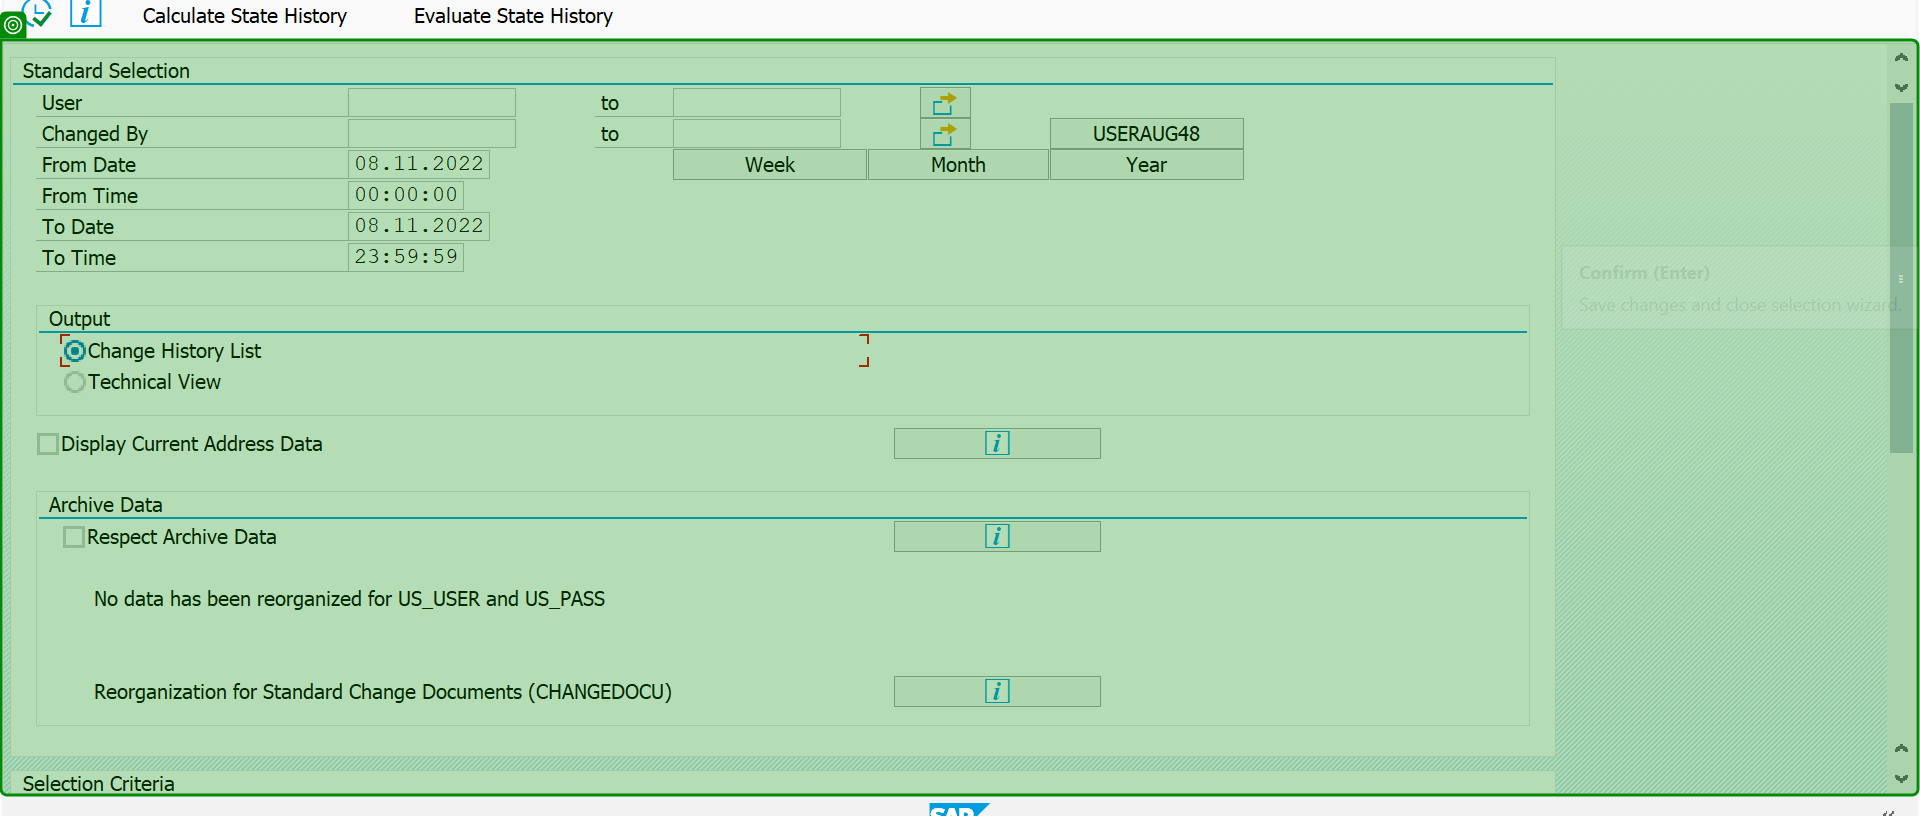 Calculate State History Evaluate State History
Standard Selection
User to
Changed By to USERAUG48
From Date 08.11.2022 Week Month Year
From Time 00:00:00
To Date 08.11.2022
To Time 23:59:59
Confirm (Enter)
Save changes and close selection wizard.
Output
Change History List
Technical View
Display Current Address Data i
Archive Data
Respect Archive Data i
No data has been reorganized for US_USER and US_PASS
Reorganization for Standard Change Documents (CHANGEDOCU) i
Selection Criteria
SAP